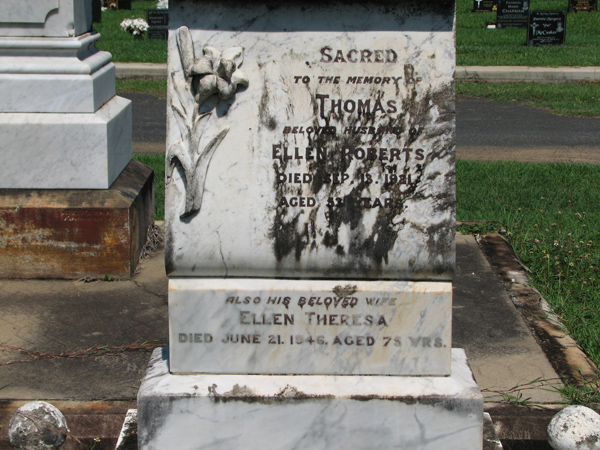 SACRED
TO THE MEMORY OF
THOMAS
BELOVED HUSBAND OF
ELLEN ROBERTS
DIED SEP. 13. 1921.
AGED 53 YEARS.
ALSO HIS BELOVED WIFE
ELLEN THERESA
DIED JUNE 21. 1946. AGED 78 YRS.